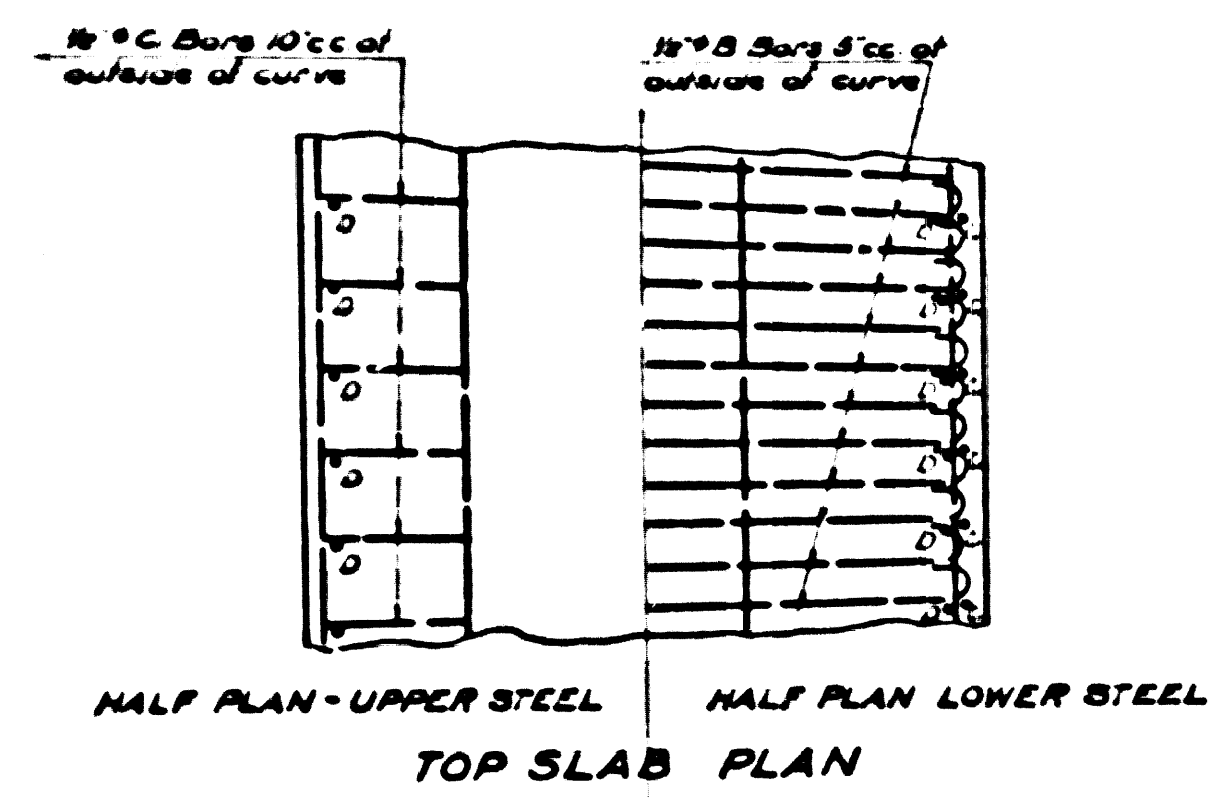 ½"ϕ C Bars 10"cc at
outside of curve
½"ϕ B Bars 5"cc at
outside of curve
D
D
D
D
D
D
D
D
D
D
D
HALF PLAN - UPPER STEEL
HALF PLAN LOWER STEEL
TOP SLAB PLAN